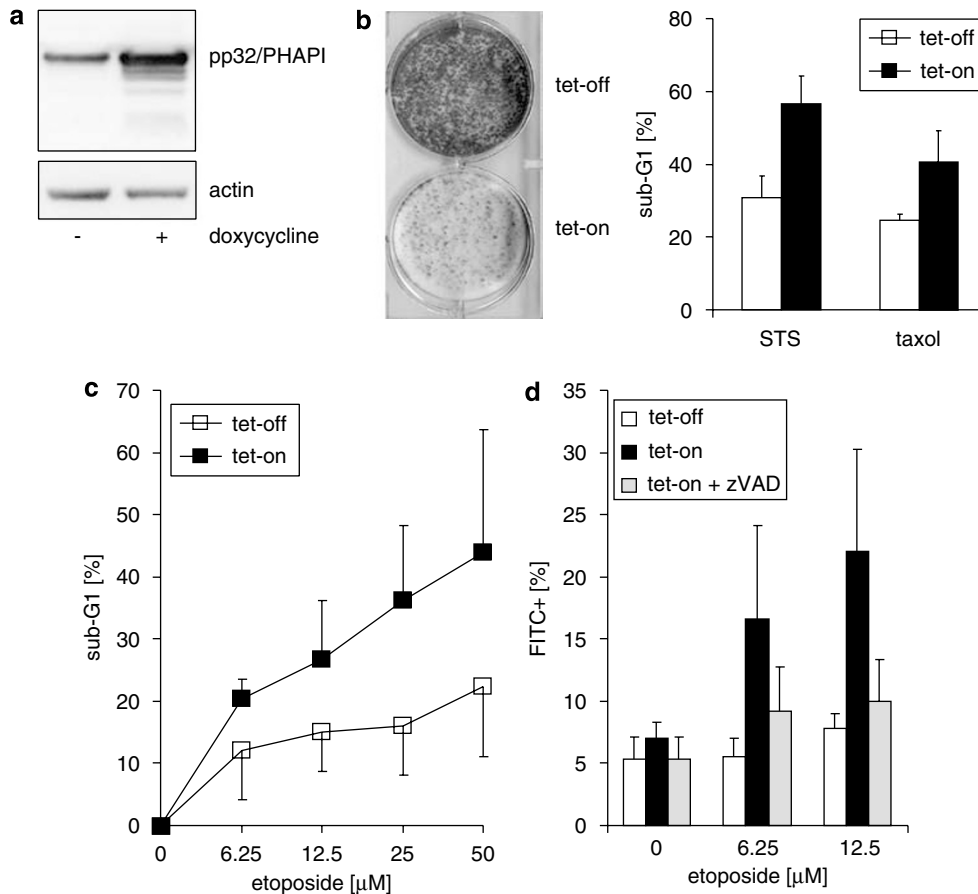 a
pp32/PHAPI
actin
- + doxycycline
b
tet-off
tet-on
tet-off
tet-on
sub-G1 [%]
80
60
40
20
0
STS taxol
c
tet-off
tet-on
sub-G1 [%]
70
60
50
40
30
20
10
0
0 6.25 12.5 25 50
etoposide [µM]
d
tet-off
tet-on
tet-on + zVAD
FITC+ [%]
35
30
25
20
15
10
5
0
0 6.25 12.5
etoposide [µM]